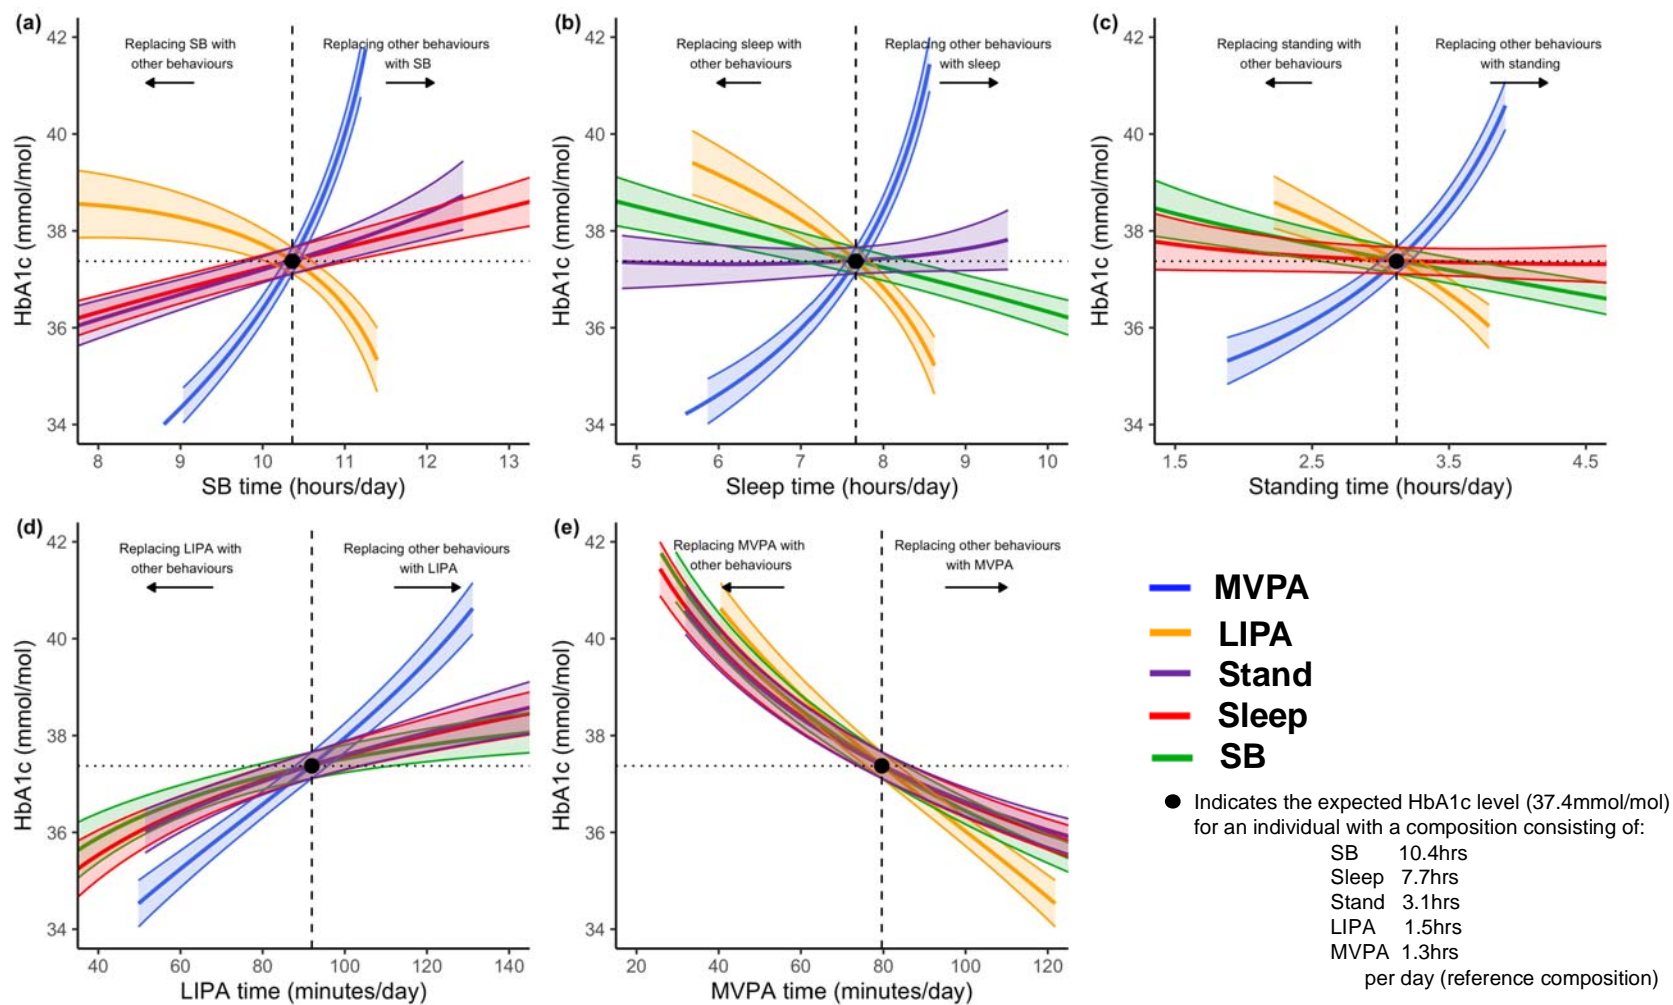 (a)
Replacing SB with
other behaviours
Replacing other behaviours
with SB
HbA1c (mmol/mol)
42
40
38
36
34
8 9 10 11 12 13
SB time (hours/day)
(b)
Replacing sleep with
other behaviours
Replacing other behaviours
with sleep
HbA1c (mmol/mol)
42
40
38
36
34
5 6 7 8 9 10
Sleep time (hours/day)
(c)
Replacing standing with
other behaviours
Replacing other behaviours
with standing
HbA1c (mmol/mol)
42
40
38
36
34
1.5 2.5 3.5 4.5
Standing time (hours/day)
(d)
Replacing LIPA with
other behaviours
Replacing other behaviours
with LIPA
HbA1c (mmol/mol)
42
40
38
36
34
40 60 80 100 120 140
LIPA time (minutes/day)
(e)
Replacing MVPA with
other behaviours
Replacing other behaviours
with MVPA
HbA1c (mmol/mol)
42
40
38
36
34
20 40 60 80 100 120
MVPA time (minutes/day)
MVPA
LIPA
Stand
Sleep
SB
Indicates the expected HbA1c level (37.4mmol/mol)
for an individual with a composition consisting of:
SB 10.4hrs
Sleep 7.7hrs
Stand 3.1hrs
LIPA 1.5hrs
MVPA 1.3hrs
per day (reference composition)